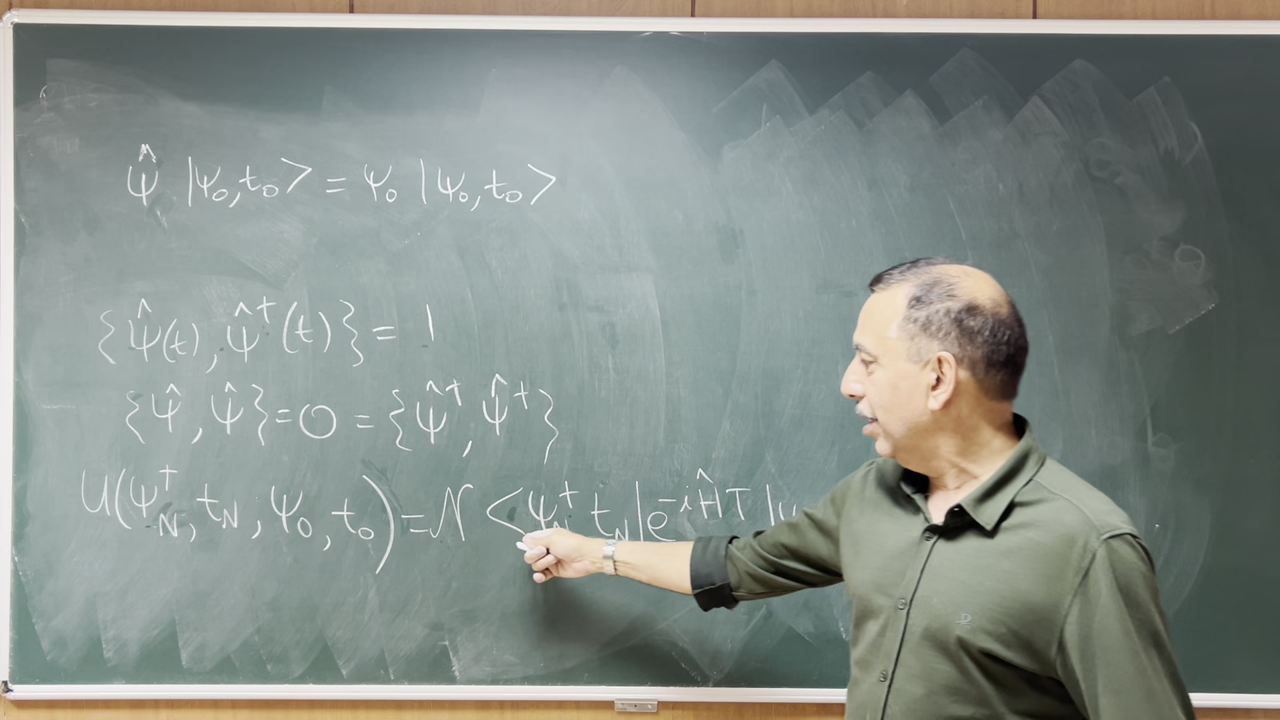 ψ̂ |ψ₀,t₀> = ψ₀ |ψ₀,t₀>
{ψ̂(t), ψ̂†(t)} = 1
{ψ̂, ψ̂} = 0 = {ψ̂†, ψ̂†}
U(ψ†_N, t_N, ψ₀, t₀) = 𝒩 <ψ†_N t_N| e^{-iĤT} |